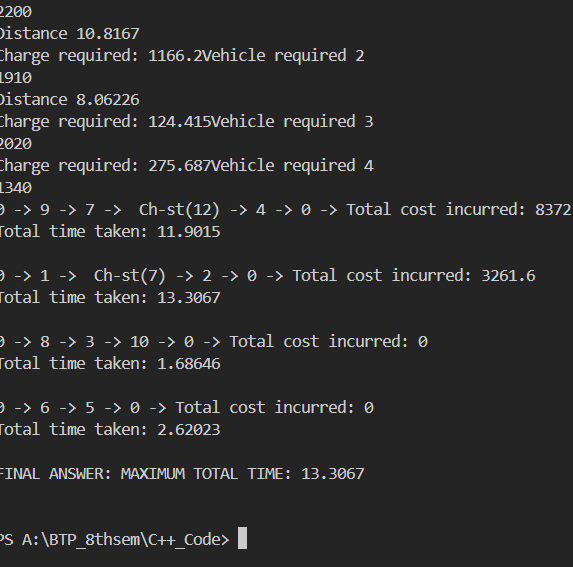 2200
Distance 10.8167
Charge required: 1166.2Vehicle required 2
1910
Distance 8.06226
Charge required: 124.415Vehicle required 3
2020
Charge required: 275.687Vehicle required 4
1340
0 -> 9 -> 7 ->  Ch-st(12) -> 4 -> 0 -> Total cost incurred: 8372
Total time taken: 11.9015
0 -> 1 ->  Ch-st(7) -> 2 -> 0 -> Total cost incurred: 3261.6
Total time taken: 13.3067
0 -> 8 -> 3 -> 10 -> 0 -> Total cost incurred: 0
Total time taken: 1.68646
0 -> 6 -> 5 -> 0 -> Total cost incurred: 0
Total time taken: 2.62023
FINAL ANSWER: MAXIMUM TOTAL TIME: 13.3067
PS A:\BTP_8thsem\C++_Code>